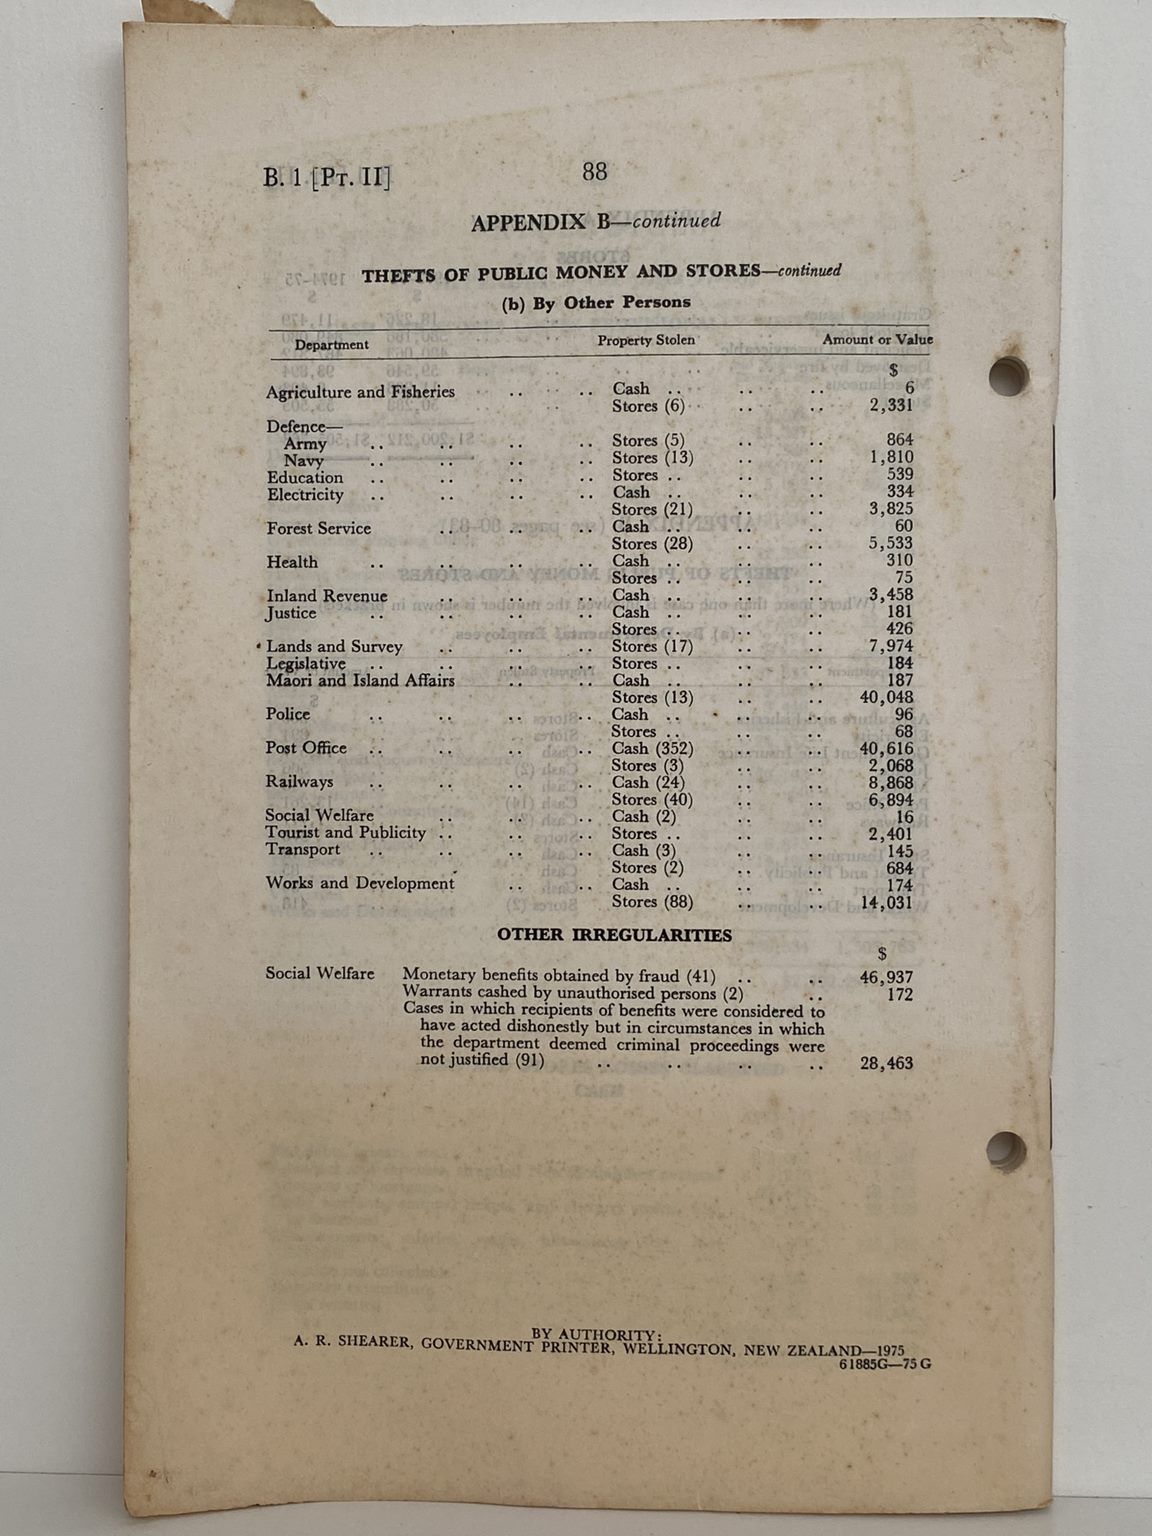 B. 1 [Pt. II]
88
APPENDIX B—continued
THEFTS OF PUBLIC MONEY AND STORES—continued
(b) By Other Persons
Department Property Stolen Amount or Value
$
Agriculture and Fisheries .. .. Cash .. .. .. 6
Stores (6) .. .. 2,331
Defence—
Army .. .. .. .. Stores (5) .. .. 864
Navy .. .. .. .. Stores (13) .. .. 1,810
Education .. .. .. .. Stores .. .. .. 539
Electricity .. .. .. .. Cash .. .. .. 334
Stores (21) .. .. 3,825
Forest Service .. .. .. Cash .. .. .. 60
Stores (28) .. .. 5,533
Health .. .. .. .. Cash .. .. .. 310
Stores .. .. .. 75
Inland Revenue .. .. .. Cash .. .. .. 3,458
Justice .. .. .. .. Cash .. .. .. 181
Stores .. .. .. 426
Lands and Survey .. .. .. Stores (17) .. .. 7,974
Legislative .. .. .. .. Stores .. .. .. 184
Maori and Island Affairs .. .. Cash .. .. .. 187
Stores (13) .. .. 40,048
Police .. .. .. .. Cash .. .. .. 96
Stores .. .. .. 68
Post Office .. .. .. .. Cash (352) .. .. 40,616
Stores (3) .. .. 2,068
Railways .. .. .. .. Cash (24) .. .. 8,868
Stores (40) .. .. 6,894
Social Welfare .. .. .. Cash (2) .. .. 16
Tourist and Publicity .. .. .. Stores .. .. .. 2,401
Transport .. .. .. .. Cash (3) .. .. 145
Stores (2) .. .. 684
Works and Development .. .. Cash .. .. .. 174
Stores (88) .. .. 14,031
OTHER IRREGULARITIES
$
Social Welfare Monetary benefits obtained by fraud (41) .. .. 46,937
Warrants cashed by unauthorised persons (2) .. 172
Cases in which recipients of benefits were considered to
have acted dishonestly but in circumstances in which
the department deemed criminal proceedings were
not justified (91) .. .. .. .. 28,463
BY AUTHORITY:
A. R. SHEARER, GOVERNMENT PRINTER, WELLINGTON, NEW ZEALAND—1975
61885G—75 G